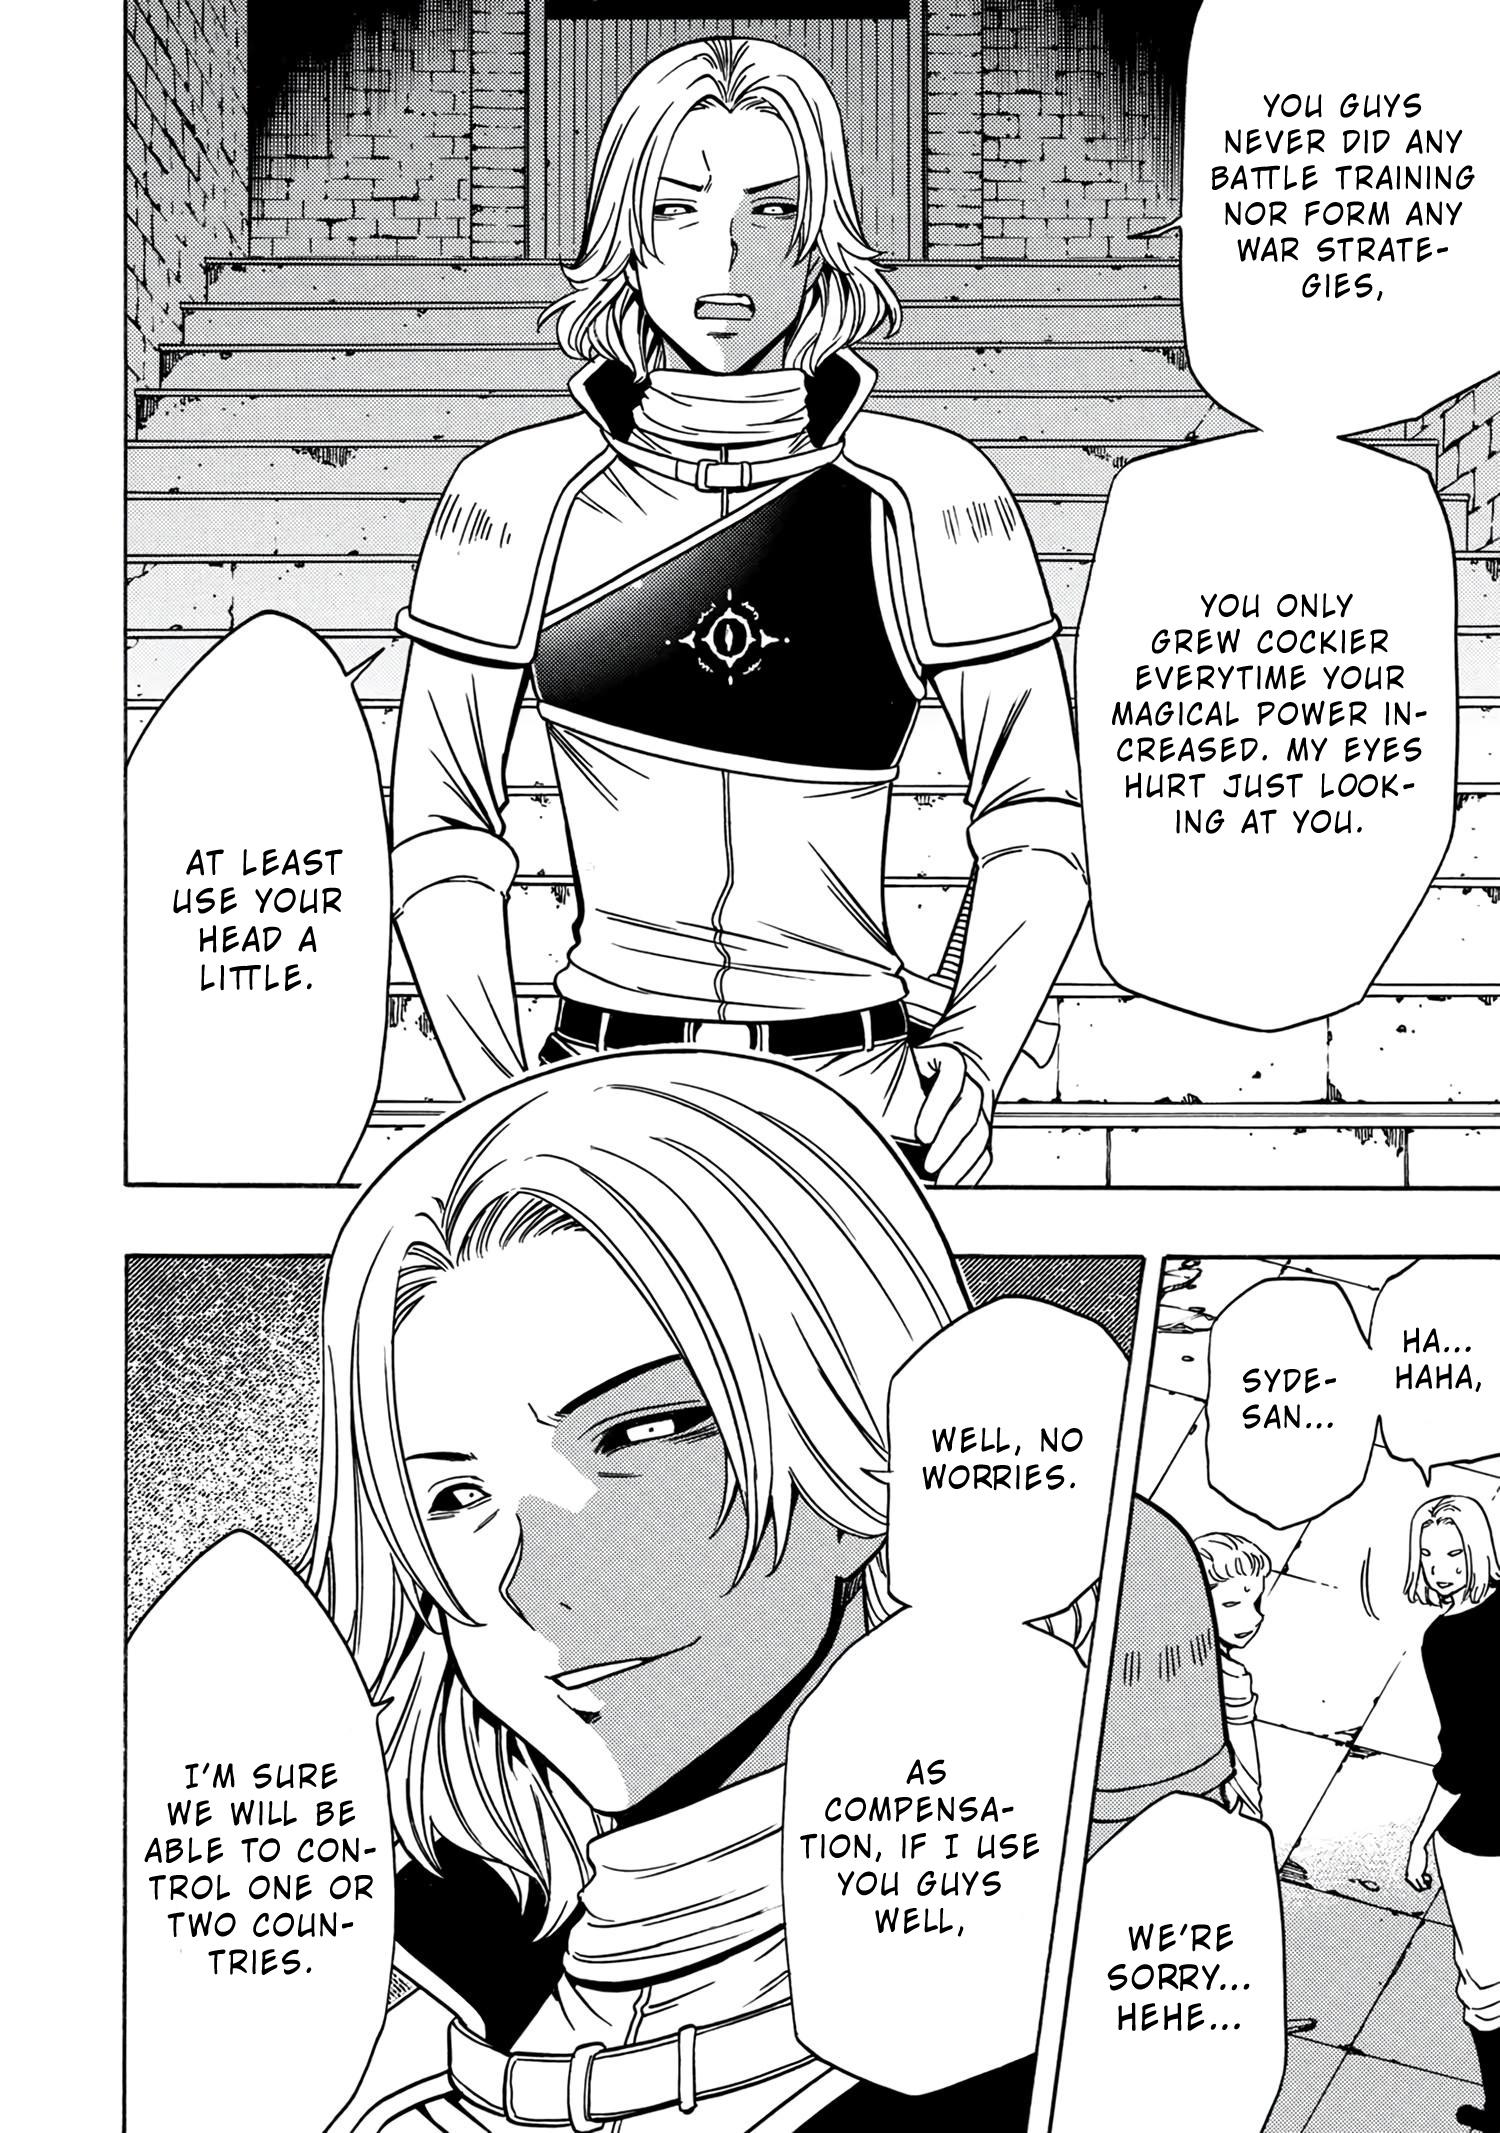 YOU GUYS
NEVER DID ANY
BATTLE TRAINING
NOR FORM ANY
WAR STRATE-
GIES,
YOU ONLY
GREW COCKIER
EVERYTIME YOUR
MAGICAL POWER IN-
CREASED. MY EYES
HURT JUST LOOK-
ING AT YOU.
AT LEAST
USE YOUR
HEAD A
LITTLE.
HA...
HAHA,
SYDE-
SAN...
WE'RE
SORRY...
HEHE...
WELL, NO
WORRIES.
AS
COMPENSA-
TION, IF I USE
YOU GUYS
WELL,
I'M SURE
WE WILL BE
ABLE TO CON-
TROL ONE OR
TWO COUN-
TRIES.